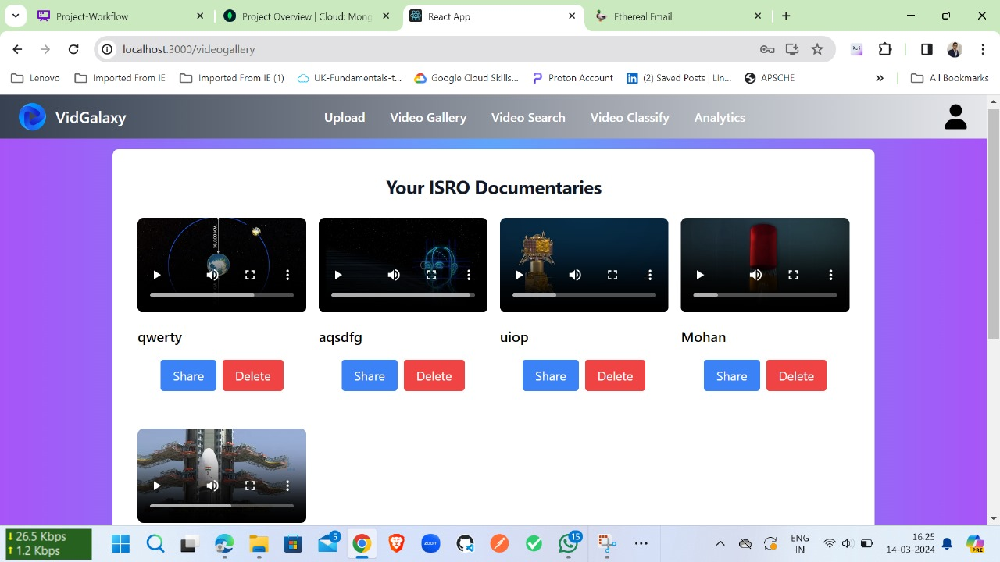 Project-Workflow
Project Overview | Cloud: Mong
React App
Ethereal Email
localhost:3000/videogallery
Lenovo
Imported From IE
Imported From IE (1)
UK-Fundamentals-t...
Google Cloud Skills...
Proton Account
(2) Saved Posts | Lin...
APSCHE
All Bookmarks
VidGalaxy
Upload
Video Gallery
Video Search
Video Classify
Analytics
Your ISRO Documentaries
qwerty
aqsdfg
uiop
Mohan
Share
Delete
Share
Delete
Share
Delete
Share
Delete
26.5 Kbps
1.2 Kbps
5
zoom
15
ENG
IN
16:25
14-03-2024
PRE